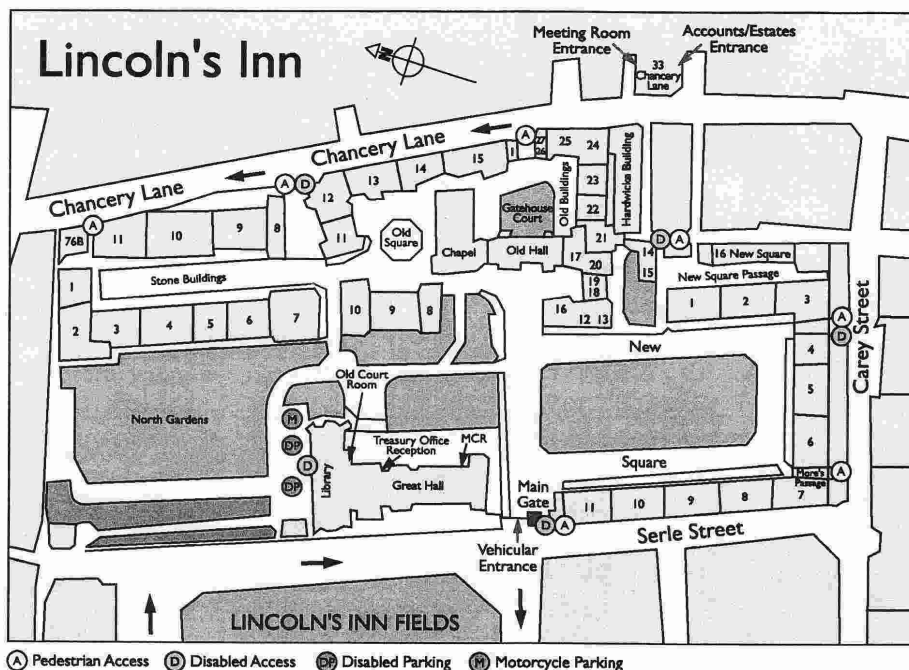 Lincoln's Inn
N
Meeting Room
Entrance
Accounts/Estates
Entrance
33
Chancery
Lane
Chancery Lane
Chancery Lane
A
A D
A
1
27
26
25
24
23
22
21
Old Buildings
Hardwicke Building
Gatehouse
Court
15
14
13
12
11
Old
Square
Chapel
Old Hall
17
20
19
18
16
12 13
14
15
D A
16 New Square
New Square Passage
1 2 3
76B
11 10 9 8
Stone Buildings
1
2 3 4 5 6 7
10 9 8
A
D
Carey Street
4
5
6
New
Square
Old Court
Room
North Gardens
M
DP
D
DP
Library
Treasury Office
Reception
MCR
Great Hall
Main
Gate
More's
Passage
A
11 10 9 8 7
D A
Serle Street
Vehicular
Entrance
LINCOLN'S INN FIELDS
A Pedestrian Access D Disabled Access DP Disabled Parking M Motorcycle Parking